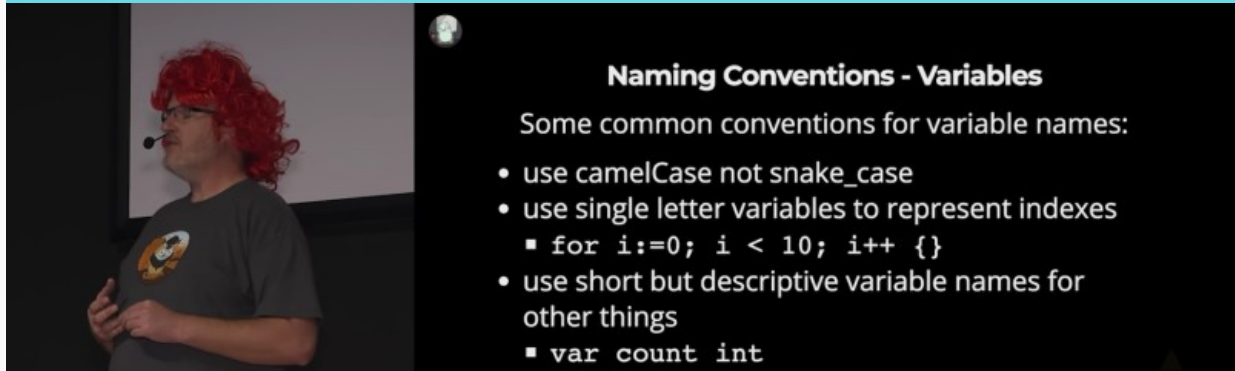 Naming Conventions - Variables
Some common conventions for variable names:
• use camelCase not snake_case
• use single letter variables to represent indexes
▪ for i:=0; i < 10; i++ {}
• use short but descriptive variable names for
other things
▪ var count int